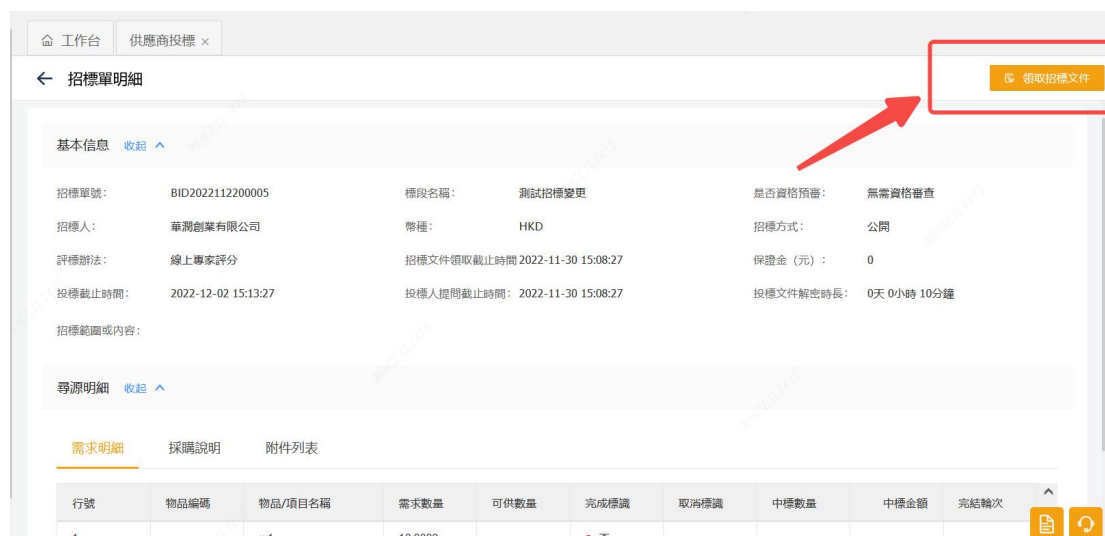 工作台 供應商投標 ×
招標單明細 領取招標文件
基本信息 收起
招標單號: BID2022112200005 標段名稱: 測試招標變更 是否資格預審: 無需資格審查
招標人: 華潤創業有限公司 幣種: HKD 招標方式: 公開
評標辦法: 線上專家評分 招標文件領取截止時間 2022-11-30 15:08:27 保證金（元）: 0
投標截止時間: 2022-12-02 15:13:27 投標人提問截止時間: 2022-11-30 15:08:27 投標文件解密時長: 0天 0小時 10分鐘
招標範圍或內容:
尋源明細 收起
需求明細 採購說明 附件列表
行號 物品編碼 物品/項目名稱 需求數量 可供數量 完成標識 取消標識 中標數量 中標金額 完結輪次